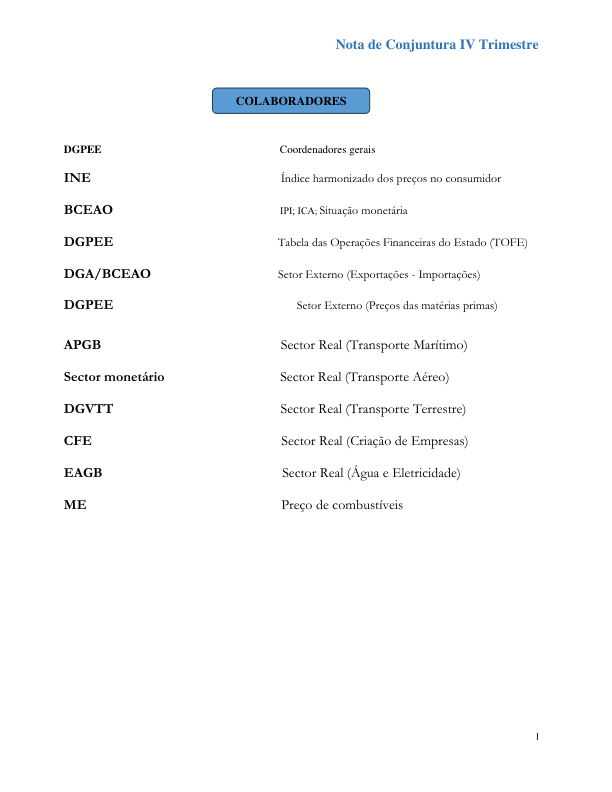 Nota de Conjuntura IV Trimestre
COLABORADORES
DGPEE Coordenadores gerais
INE Índice harmonizado dos preços no consumidor
BCEAO IPI; ICA; Situação monetária
DGPEE Tabela das Operações Financeiras do Estado (TOFE)
DGA/BCEAO Setor Externo (Exportações - Importações)
DGPEE Setor Externo (Preços das matérias primas)
APGB Sector Real (Transporte Marítimo)
Sector monetário Sector Real (Transporte Aéreo)
DGVTT Sector Real (Transporte Terrestre)
CFE Sector Real (Criação de Empresas)
EAGB Sector Real (Água e Eletricidade)
ME Preço de combustíveis
1